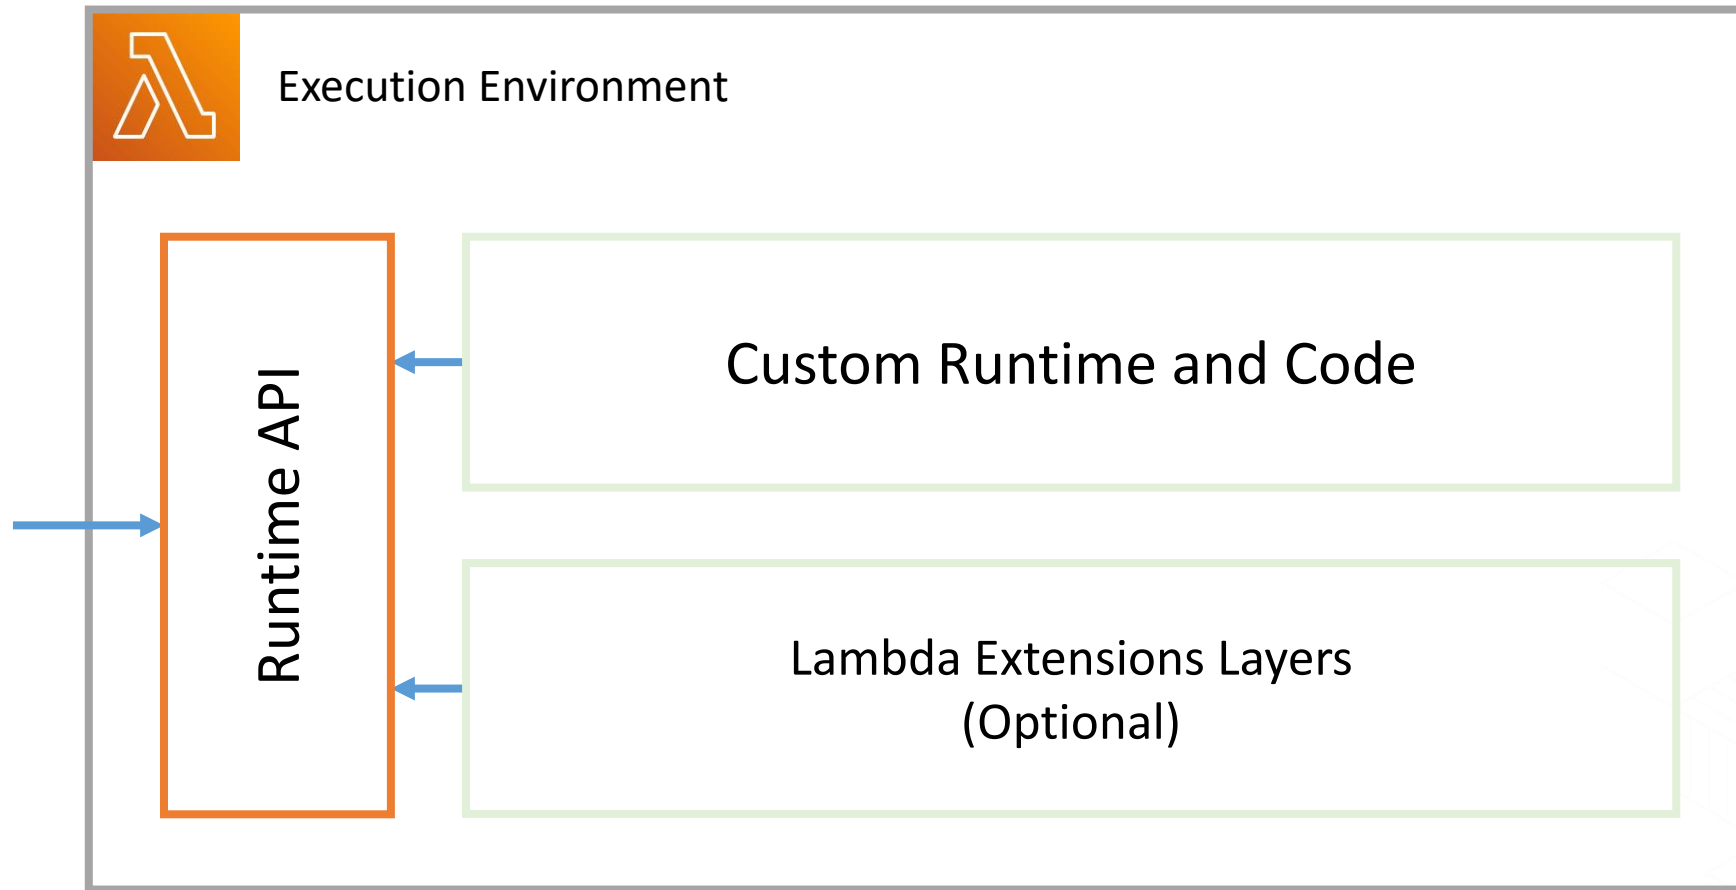 Execution Environment
Runtime API
Custom Runtime and Code
Lambda Extensions Layers
(Optional)